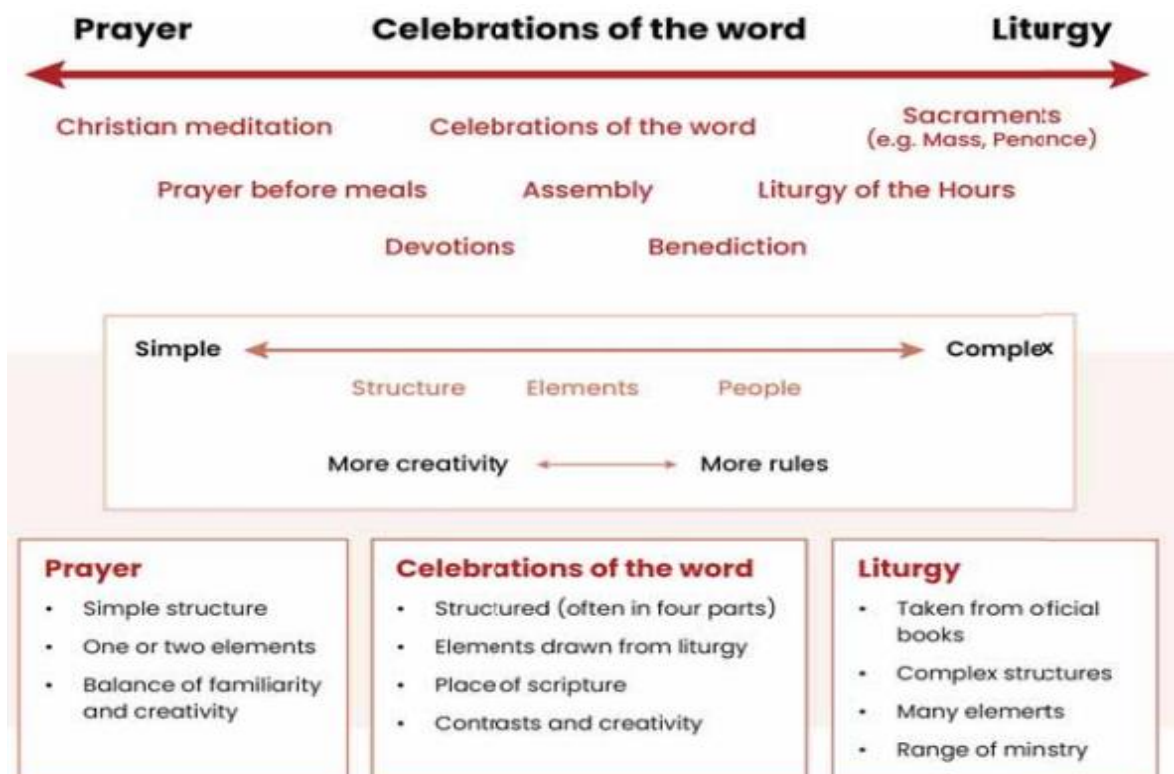 Prayer Celebrations of the word Liturgy
Christian meditation Celebrations of the word Sacraments
(e.g. Mass, Penonce)
Prayer before meals Assembly Liturgy of the Hours
Devotions Benediction
Simple Complex
Structure Elements People
More creativity More rules
Prayer
• Simple structure
• One or two elements
• Balance of familiarity
and creativity
Celebrations of the word
• Structured (often in four parts)
• Elements drawn from liturgy
• Place of scripture
• Contrasts and creativity
Liturgy
• Taken from oficial
books
• Complex structures
• Many elements
• Range of minstry